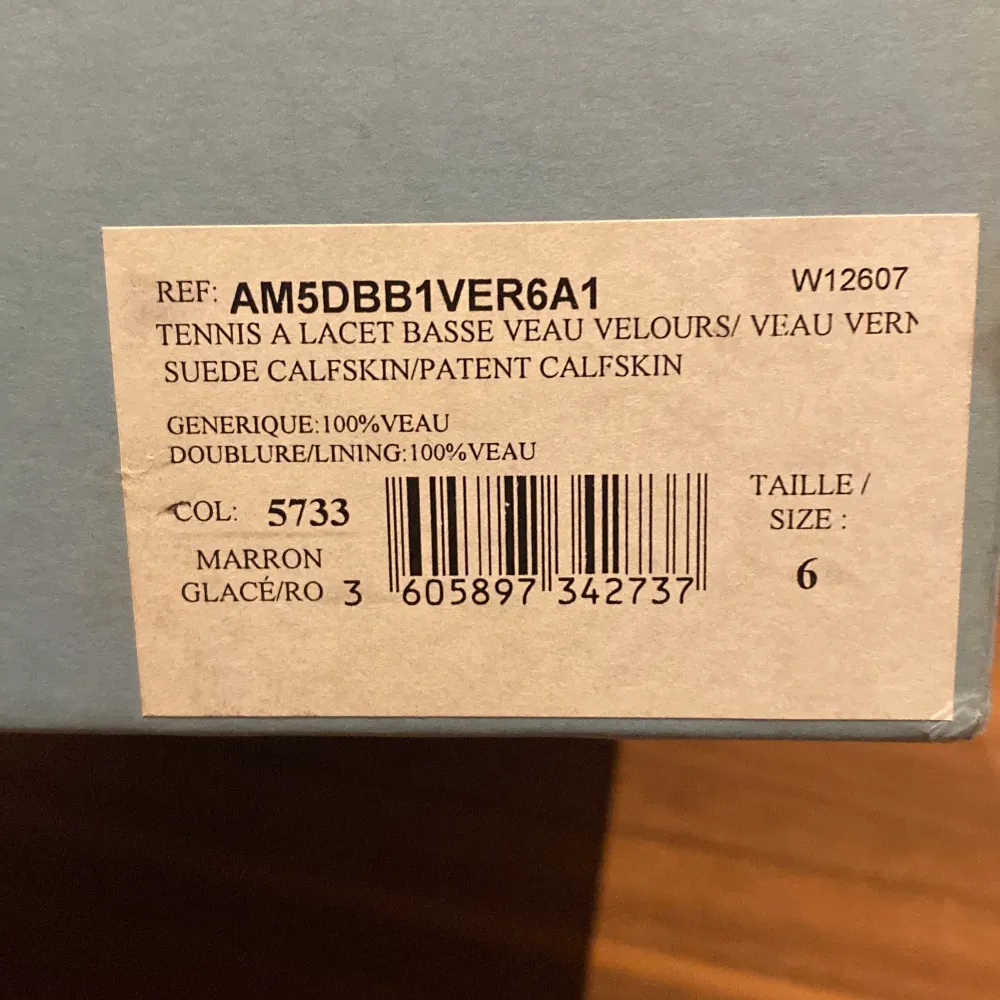 REF: AM5DBB1VER6A1 W12607
TENNIS A LACET BASSE VEAU VELOURS/ VEAU VERN
SUEDE CALFSKIN/PATENT CALFSKIN
GENERIQUE:100%VEAU
DOUBLURE/LINING:100%VEAU
COL: 5733
MARRON
GLACÉ/RO
3 605897 342737
TAILLE /
SIZE :
6